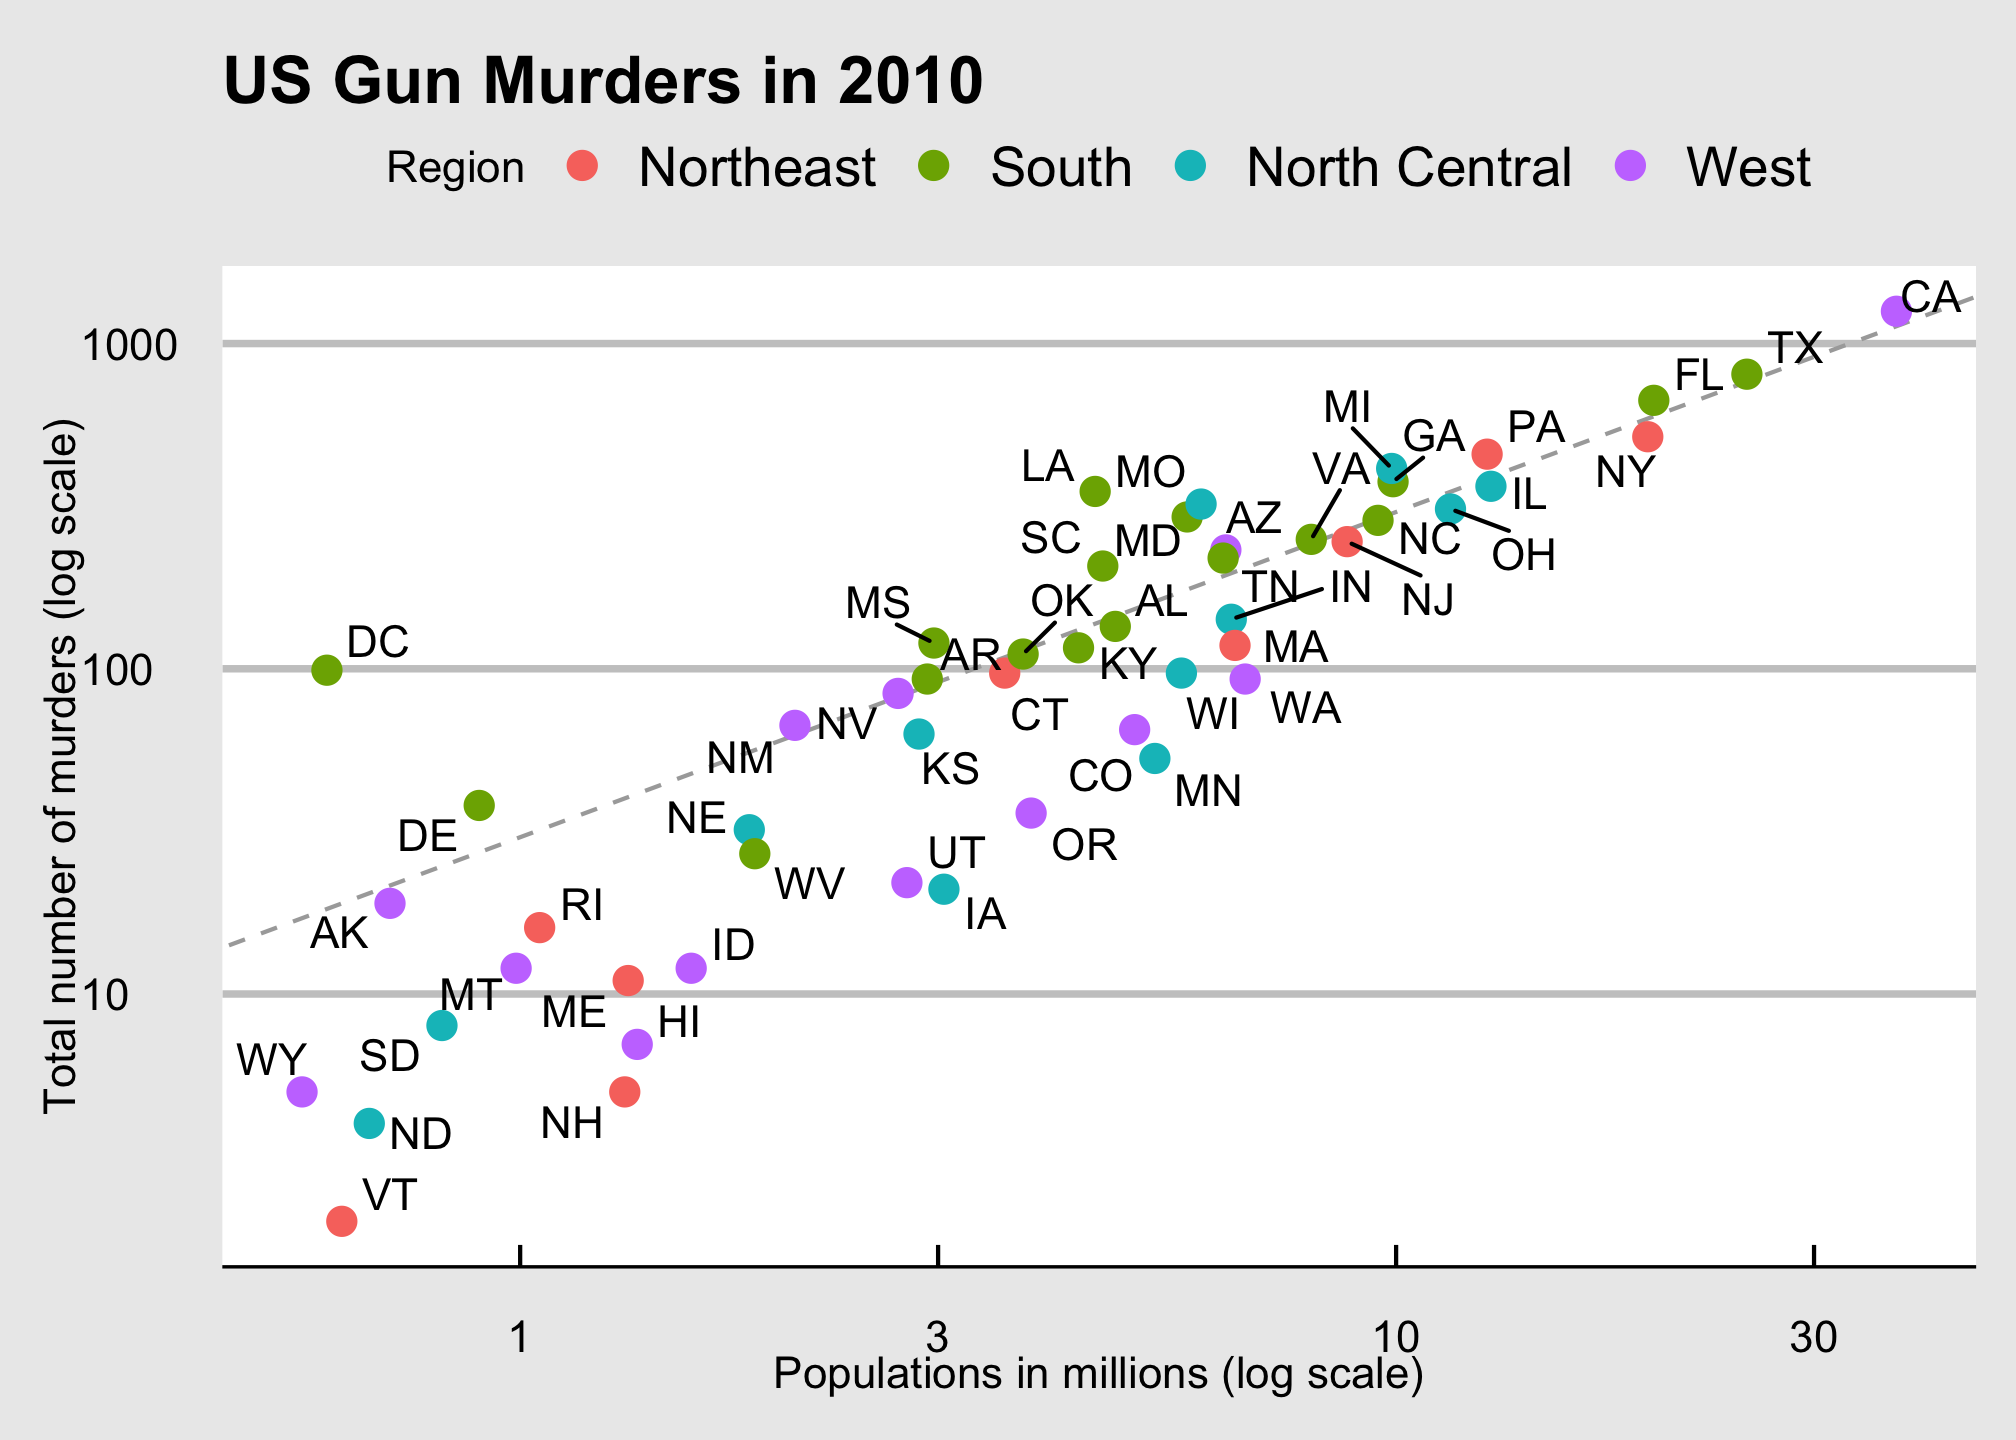 US Gun Murders in 2010
Region Northeast South North Central West
Total number of murders (log scale)
1000
100
10
CA
TX
FL
MI
PA
GA
LA
MO
VA
NY
IL
AZ
SC
MD
NC
OH
TN
IN
NJ
OK
AL
MS
DC
AR
MA
KY
CT
WI
WA
NV
NM
KS
CO
MN
NE
DE
OR
UT
WV
RI
IA
AK
ID
MT
ME
HI
SD
WY
NH
ND
VT
1 3 10 30
Populations in millions (log scale)